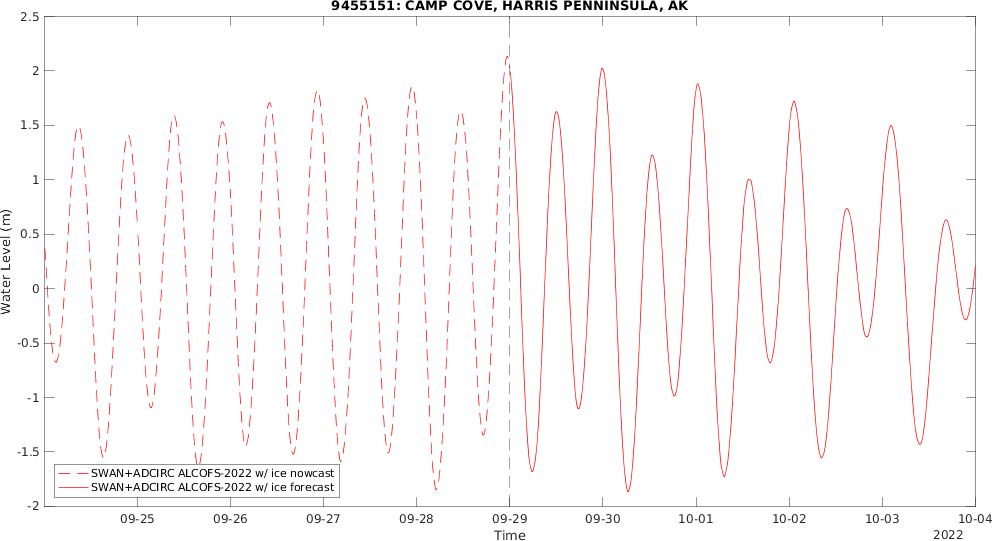 9455151: CAMP COVE, HARRIS PENNINSULA, AK
2.5
2
1.5
1
0.5
0
-0.5
-1
-1.5
-2
Water Level (m)
SWAN+ADCIRC ALCOFS-2022 w/ ice nowcast
SWAN+ADCIRC ALCOFS-2022 w/ ice forecast
09-25 09-26 09-27 09-28 09-29 09-30 10-01 10-02 10-03 10-04
Time
2022